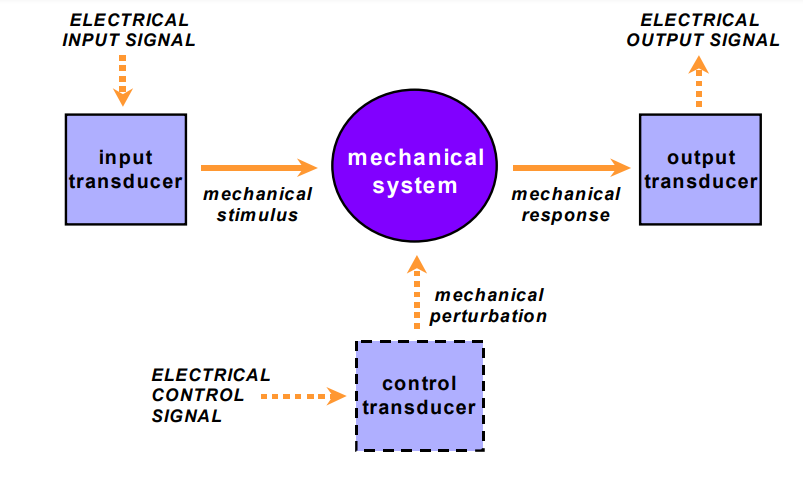 ELECTRICAL
INPUT SIGNAL
ELECTRICAL
OUTPUT SIGNAL
input
transducer
mechanical
stimulus
mechanical
system
mechanical
response
output
transducer
mechanical
perturbation
ELECTRICAL
CONTROL
SIGNAL
control
transducer